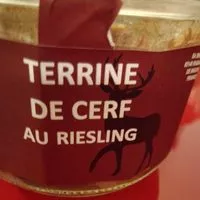 TERRINE
DE CERF
AU RIESLING